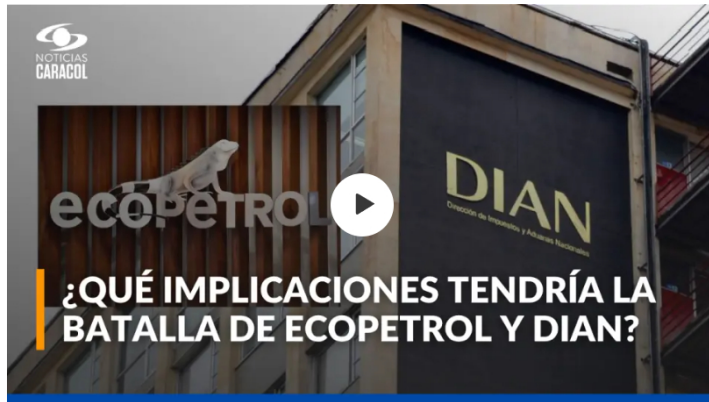 NOTICIAS
CARACOL
ecopetrol
DIAN
Dirección de Impuestos y Aduanas Nacionales
¿QUÉ IMPLICACIONES TENDRÍA LA
BATALLA DE ECOPETROL Y DIAN?